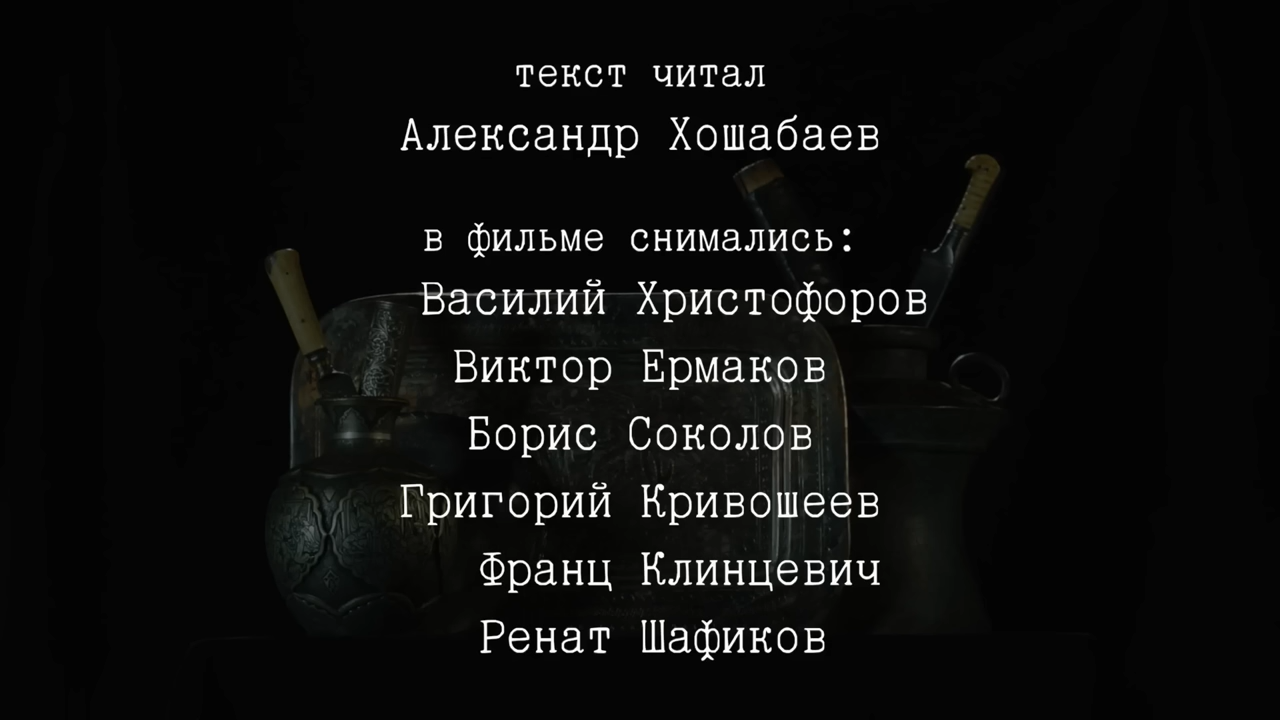 текст читал
Александр Хошабаев
в фильме снимались:
Василий Христофоров
Виктор Ермаков
Борис Соколов
Григорий Кривошеев
Франц Клинцевич
Ренат Шафиков